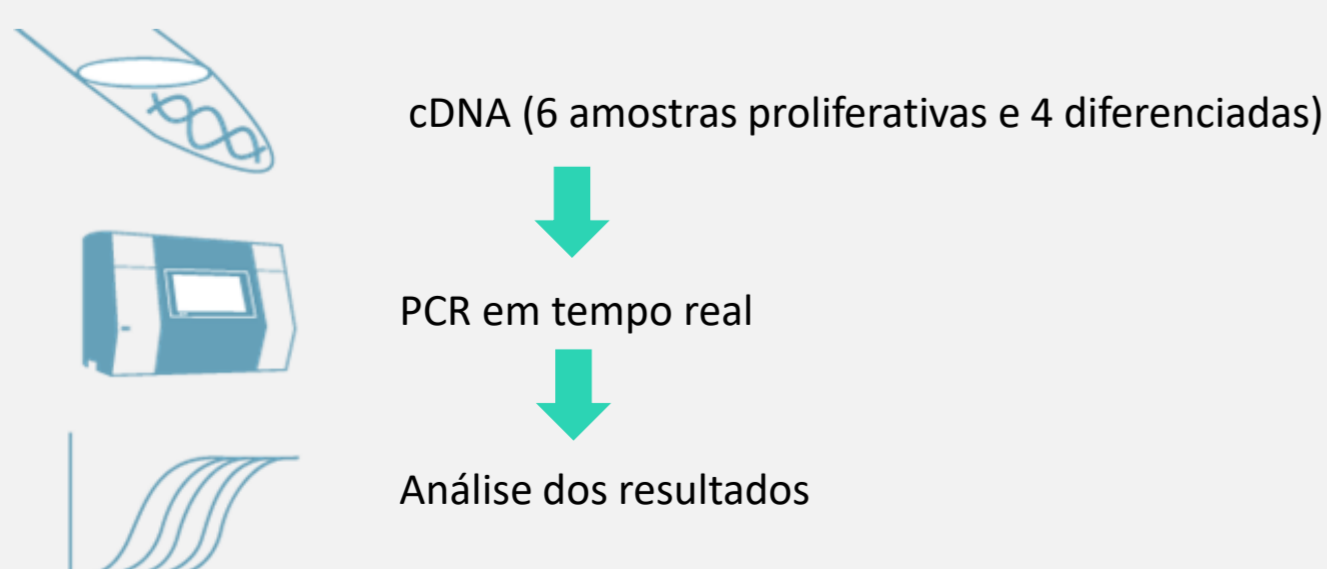 cDNA (6 amostras proliferativas e 4 diferenciadas)
PCR em tempo real
Análise dos resultados